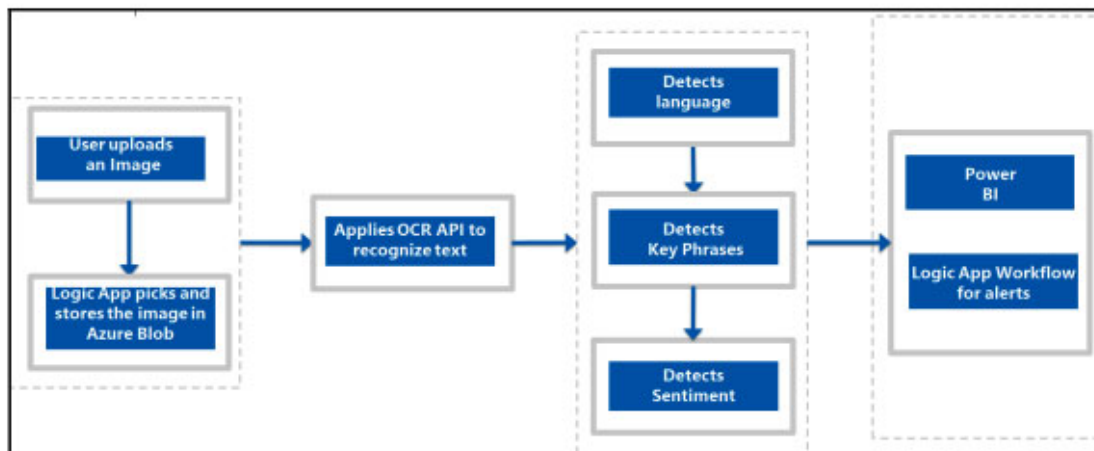 User uploads
an Image
Logic App picks and
stores the image in
Azure Blob
Applies OCR API to
recognize text
Detects
language
Detects
Key Phrases
Detects
Sentiment
Power
BI
Logic App Workflow
for alerts